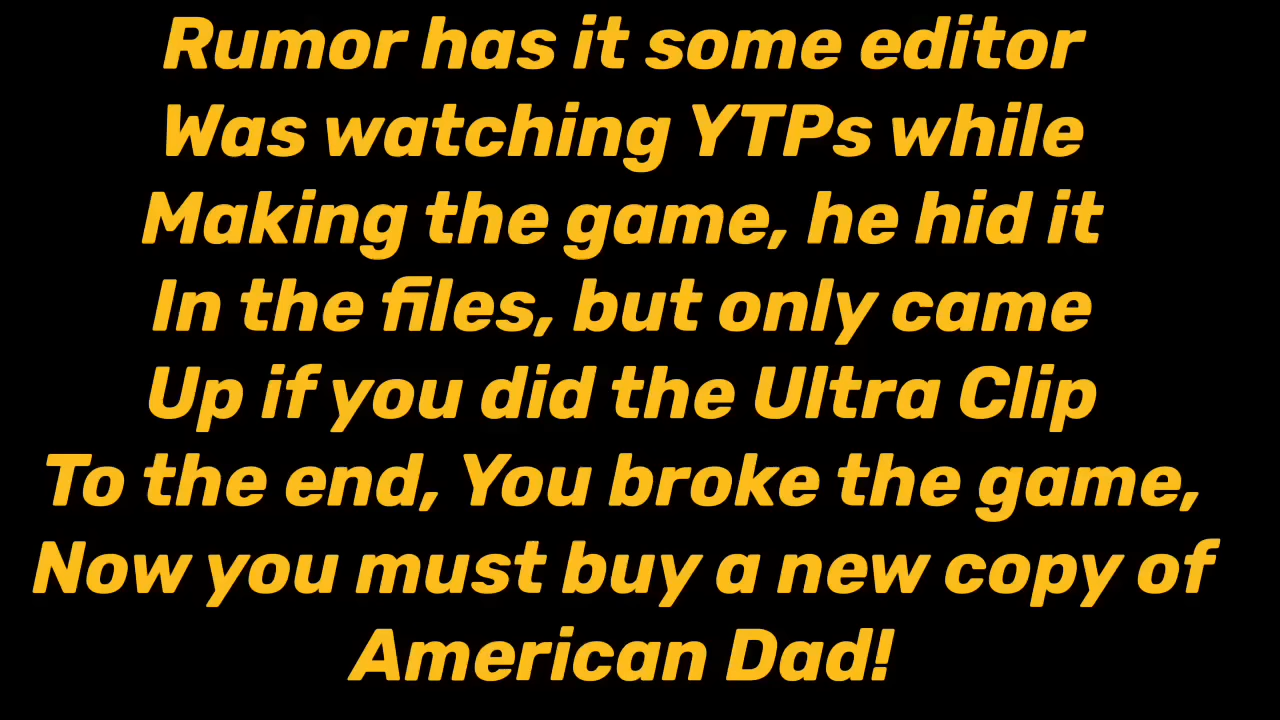 Rumor has it some editor
Was watching YTPs while
Making the game, he hid it
In the files, but only came
Up if you did the Ultra Clip
To the end, You broke the game,
Now you must buy a new copy of
American Dad!